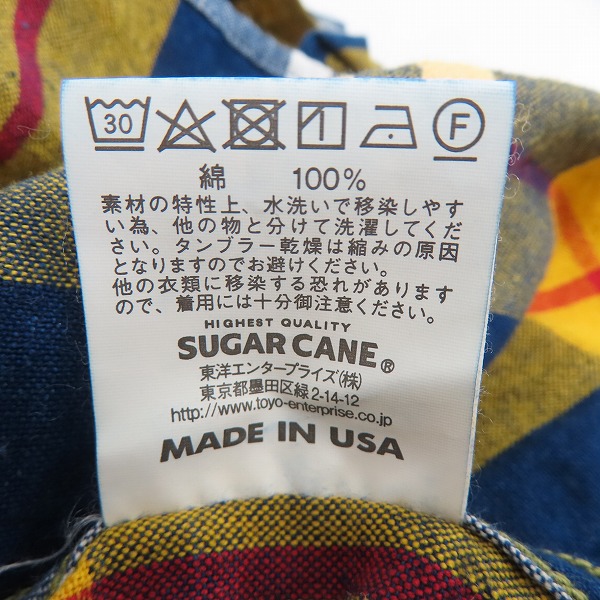 30 F
綿 100%
素材の特性上、水洗いで移染しやす
い為、他の物と分けて洗濯してくだ
さい。タンブラー乾燥は縮みの原因
となりますのでお避けください。
他の衣類に移染する恐れがあります
ので、着用には十分御注意ください。
HIGHEST QUALITY
SUGAR CANE®
東洋エンタープライズ(株)
東京都墨田区緑2-14-12
http://www.toyo-enterprise.co.jp
MADE IN USA